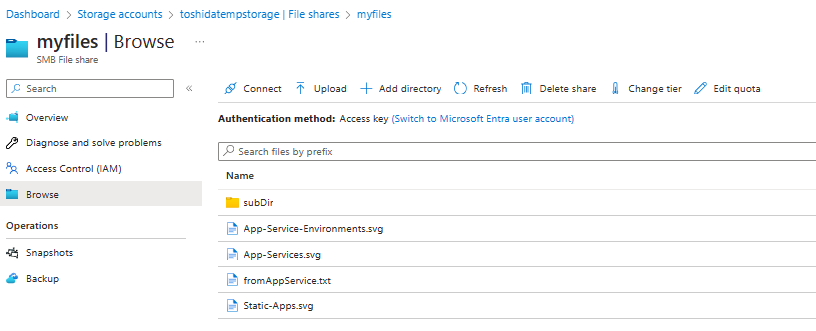 Dashboard > Storage accounts > toshidatempstorage | File shares > myfiles
myfiles | Browse ...
SMB File share
Search «
Overview
Diagnose and solve problems
Access Control (IAM)
Browse
Operations
Snapshots
Backup
Connect Upload Add directory Refresh Delete share Change tier Edit quota
Authentication method: Access key (Switch to Microsoft Entra user account)
Search files by prefix
Name
subDir
App-Service-Environments.svg
App-Services.svg
fromAppService.txt
Static-Apps.svg